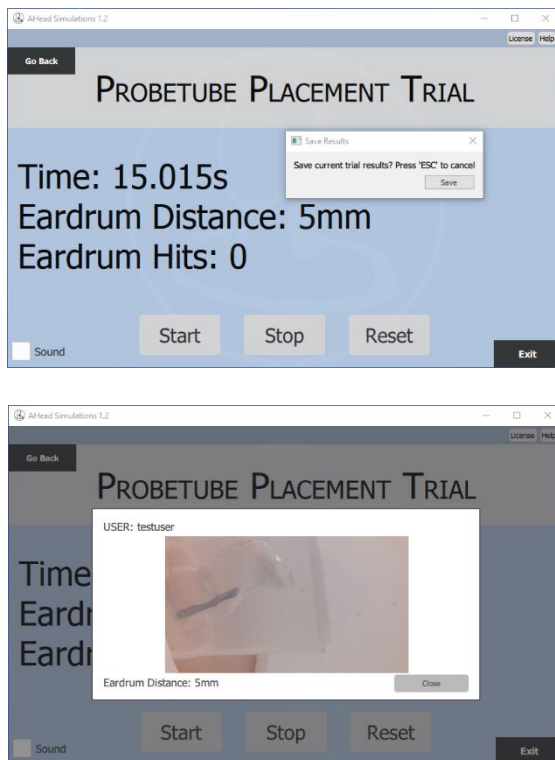 AHead Simulations 1.2
License Help
Go Back
PROBETUBE PLACEMENT TRIAL
Save Results
Save current trial results? Press 'ESC' to cancel
Save
Time: 15.015s
Eardrum Distance: 5mm
Eardrum Hits: 0
Start Stop Reset
Sound
Exit
AHead Simulations 1.2
License Help
Go Back
PROBETUBE PLACEMENT TRIAL
USER: testuser
Time
Eardr
Eardr
Eardrum Distance: 5mm
Close
Start Stop Reset
Sound
Exit